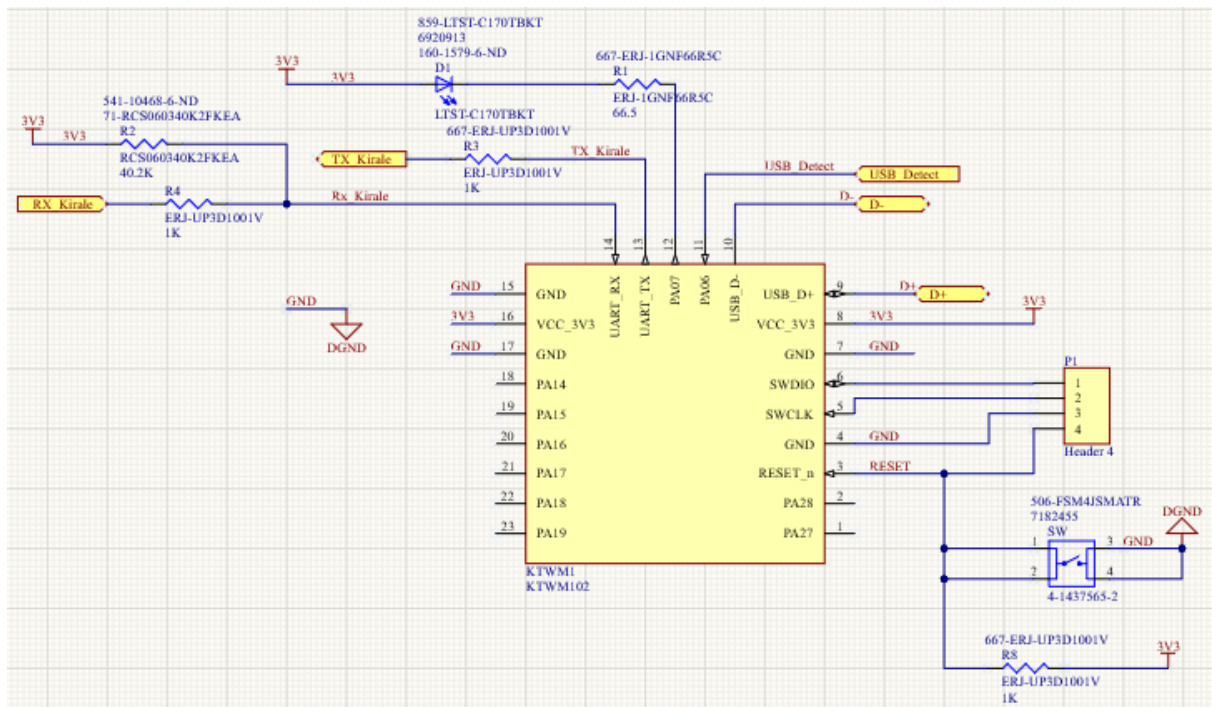 859-LTST-C170TBKT
6920913
160-1579-6-ND
D1
LTST-C170TBKT
3V3
3V3
667-ERJ-1GNF66R5C
R1
ERJ-1GNF66R5C
66.5
541-10468-6-ND
71-RCS060340K2FKEA
R2
RCS060340K2FKEA
40.2K
3V3
3V3
667-ERJ-UP3D1001V
R3
ERJ-UP3D1001V
1K
TX_Kirale
TX_Kirale
USB_Detect
USB_Detect
RX_Kirale
R4
ERJ-UP3D1001V
1K
Rx_Kirale
D-
D-
14
13
12
11
10
UART_RX
UART_TX
PA07
PA06
USB_D-
GND
DGND
GND 15 GND
3V3 16 VCC_3V3
GND 17 GND
18 PA14
19 PA15
20 PA16
21 PA17
22 PA18
23 PA19
USB_D+ 9 D+
D+
VCC_3V3 8 3V3
3V3
GND 7 GND
SWDIO 6
SWCLK 5
GND 4 GND
RESET_n 3 RESET
PA28 2
PA27 1
KTWM1
KTWM102
P1
1
2
3
4
Header 4
506-FSM4JSMATR
7182455
SW
1
2
3 GND
4
DGND
4-1437565-2
667-ERJ-UP3D1001V
R8
ERJ-UP3D1001V
1K
3V3